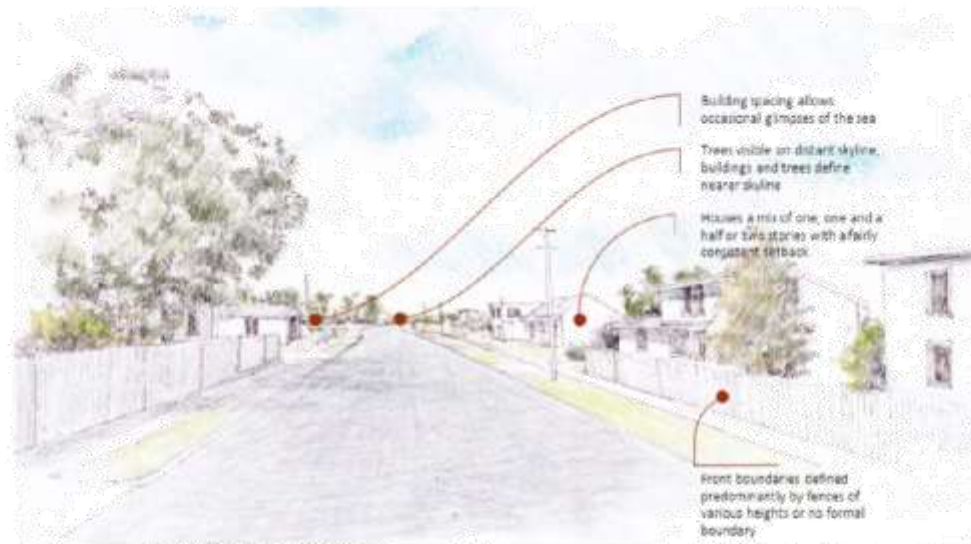 Building spacing allows
occasional glimpses of the sea
Trees visible on distant skyline,
buildings and trees define
nearer skyline
Houses a mix of one, one and a
half or two stories with a fairly
consistent setback
Front boundaries defined
predominantly by fences of
various heights or no formal
boundary